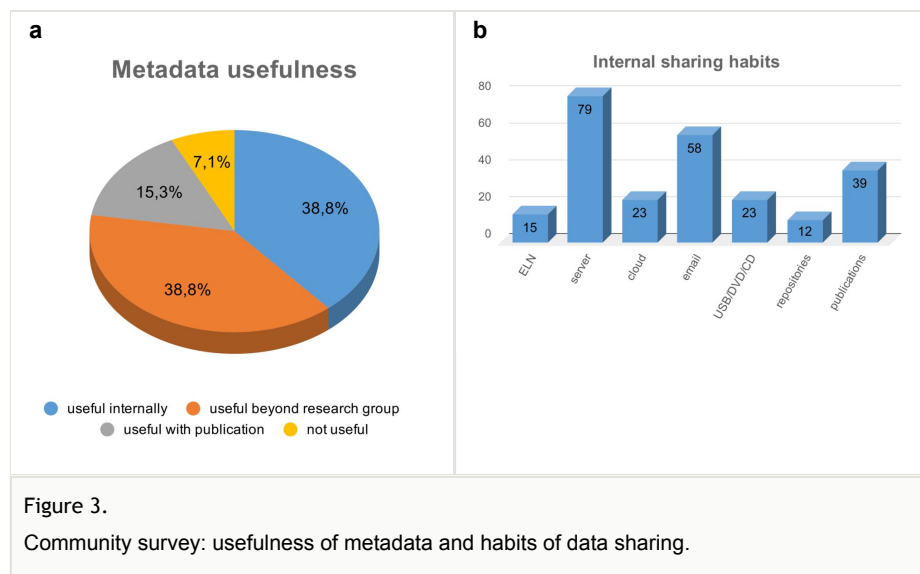 a
Metadata usefulness
7,1%
15,3%
38,8%
38,8%
useful internally useful beyond research group
useful with publication not useful
b
Internal sharing habits
80
60
40
20
0
15
79
23
58
23
12
39
ELN
server
cloud
email
USB/DVD/CD
repositories
publications
Figure 3.
Community survey: usefulness of metadata and habits of data sharing.